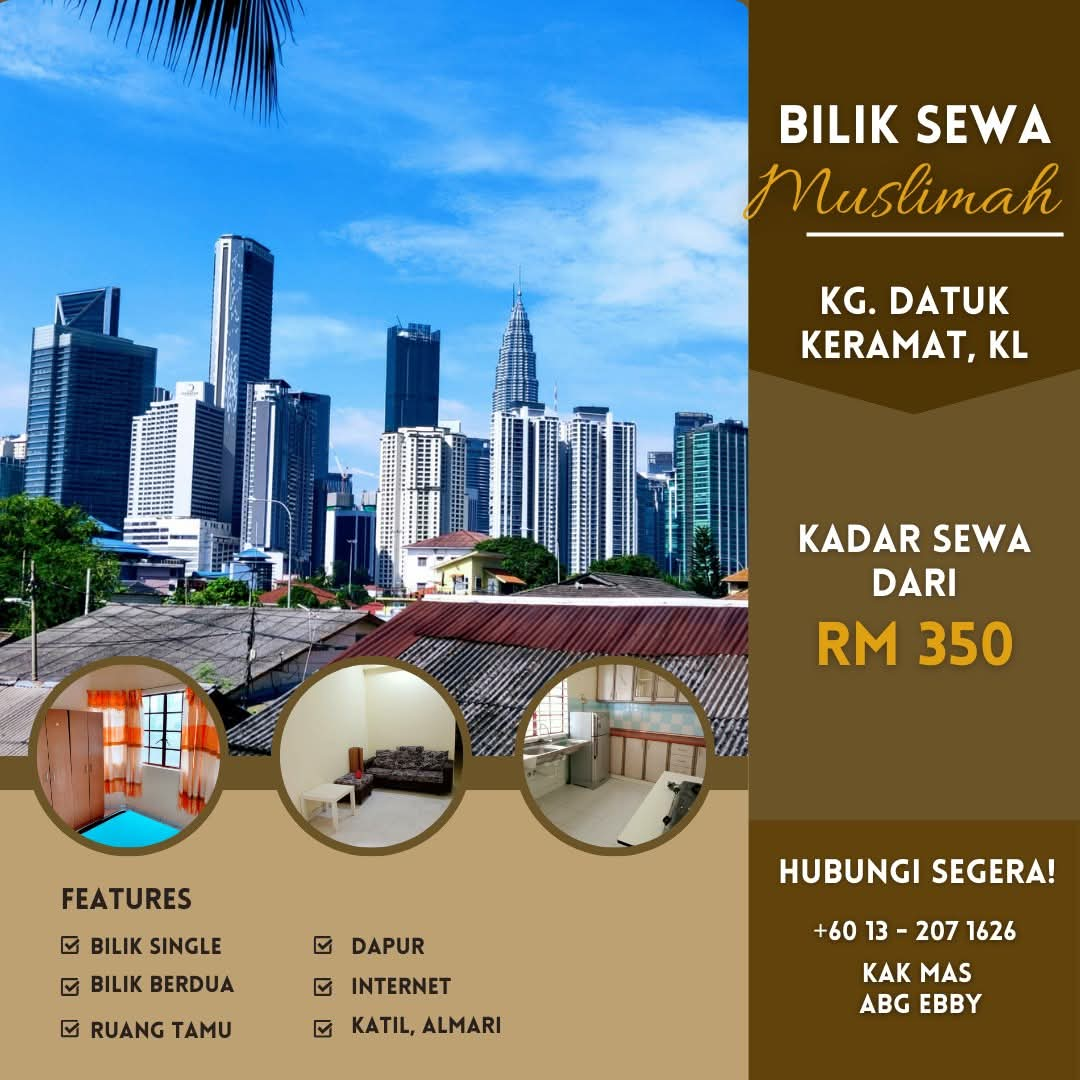 BILIK SEWA
Muslimah
KG. DATUK
KERAMAT, KL
KADAR SEWA
DARI
RM 350
HUBUNGI SEGERA!
+60 13 - 207 1626
KAK MAS
ABG EBBY
FEATURES
BILIK SINGLE
BILIK BERDUA
RUANG TAMU
DAPUR
INTERNET
KATIL, ALMARI